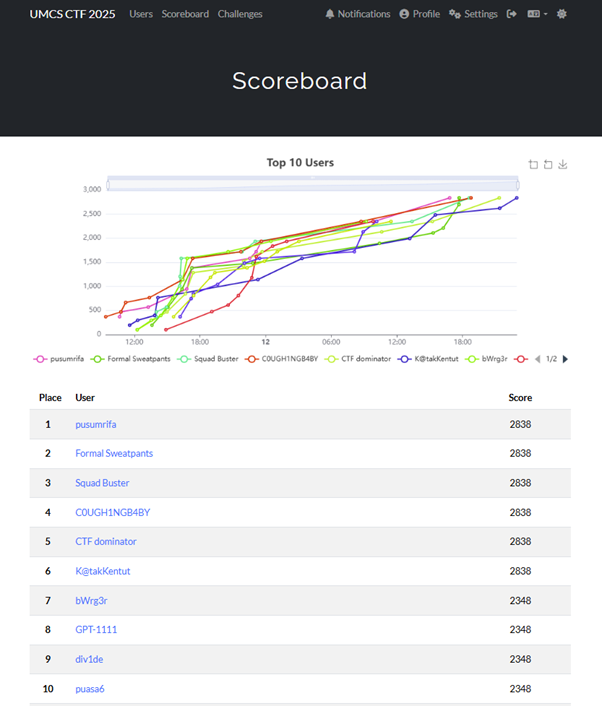 UMCS CTF 2025 Users Scoreboard Challenges Notifications Profile Settings
Scoreboard
Top 10 Users
3,000
2,500
2,000
1,500
1,000
500
0
12:00 18:00 12 06:00 12:00 18:00
pusumrifa Formal Sweatpants Squad Buster C0UGH1NGB4BY CTF dominator K@takKentut bWrg3r 1/2
Place User Score
1 pusumrifa 2838
2 Formal Sweatpants 2838
3 Squad Buster 2838
4 C0UGH1NGB4BY 2838
5 CTF dominator 2838
6 K@takKentut 2838
7 bWrg3r 2348
8 GPT-1111 2348
9 div1de 2348
10 puasa6 2348